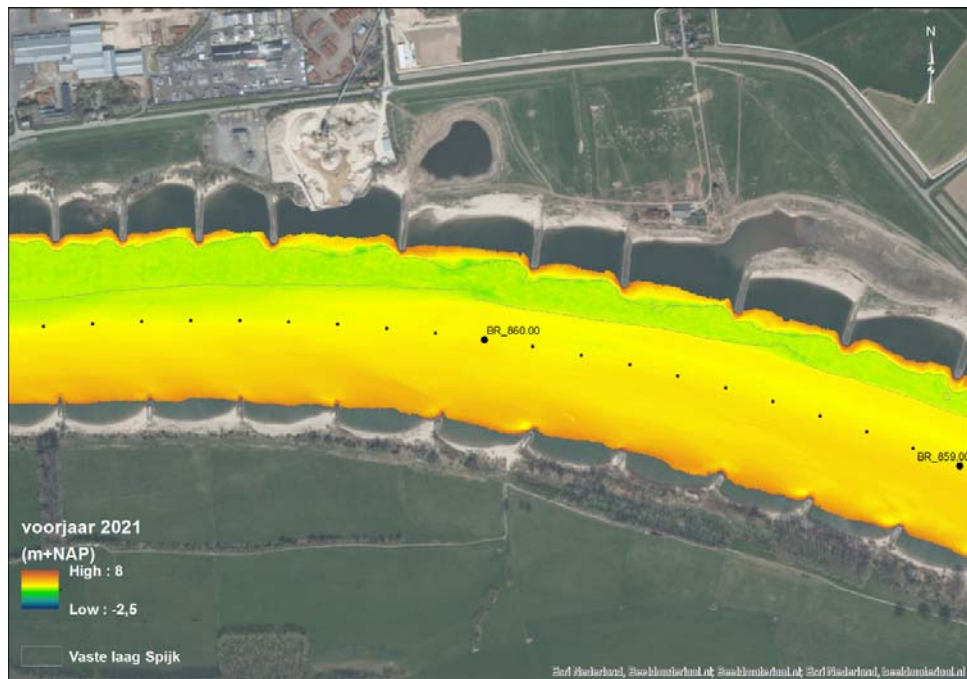 N
BR_860.00
BR_859.00
voorjaar 2021
(m+NAP)
High : 8
Low : -2,5
Vaste laag Spijk
Esri Nederland, Beeldmateriaal.nl, Beeldmateriaal.nl, Esri Nederland, beeldmateriaal.nl